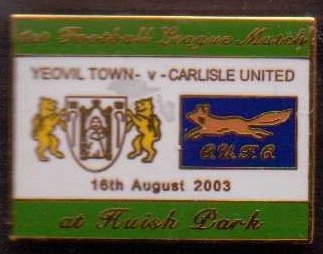 1st Football League Match
YEOVIL TOWN - v - CARLISLE UNITED
C.U.F.C
16th August 2003
at Huish Park